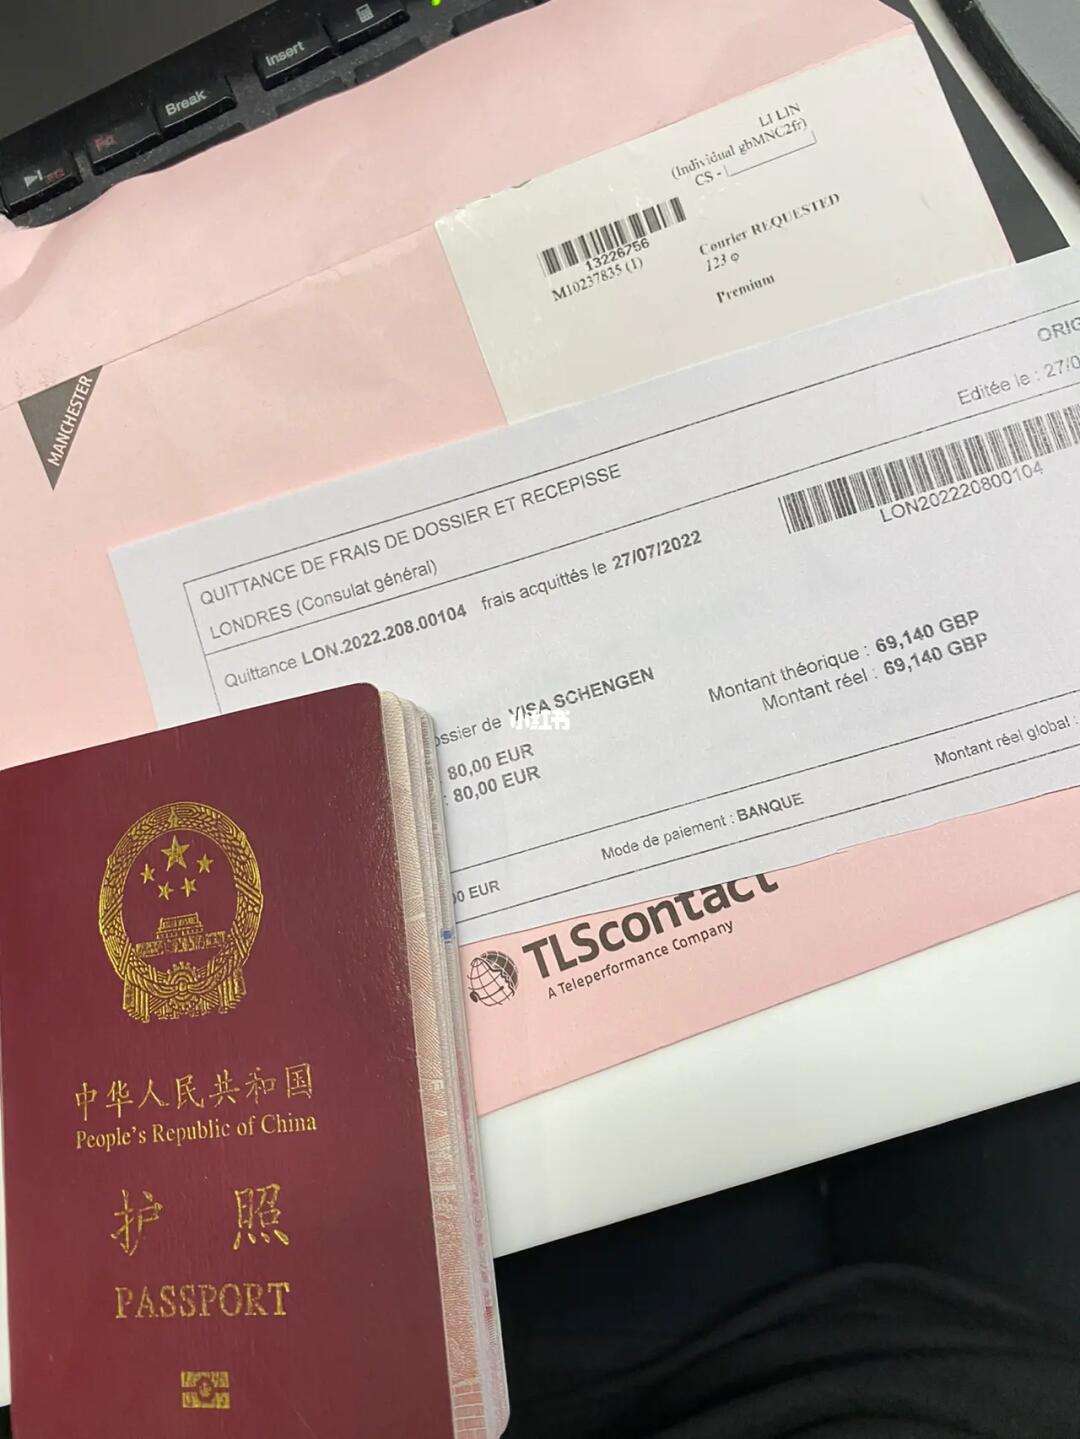 Insert
Break
LI LIN
(Individual gbMNC2fr)
CS -
13226756
M10237835 (1)
Courier REQUESTED
123
Premium
MANCHESTER
ORIG
Editée le : 27/0
LON202220800104
QUITTANCE DE FRAIS DE DOSSIER ET RECEPISSE
LONDRES (Consulat général)
Quittance LON.2022.208.00104 frais acquittés le 27/07/2022
ossier de VISA SCHENGEN
小红书
80,00 EUR
: 80,00 EUR
Montant théorique : 69,140 GBP
Montant réel : 69,140 GBP
Montant réel global :
Mode de paiement : BANQUE
00 EUR
TLScontact
A Teleperformance Company
中华人民共和国
People's Republic of China
护照
PASSPORT